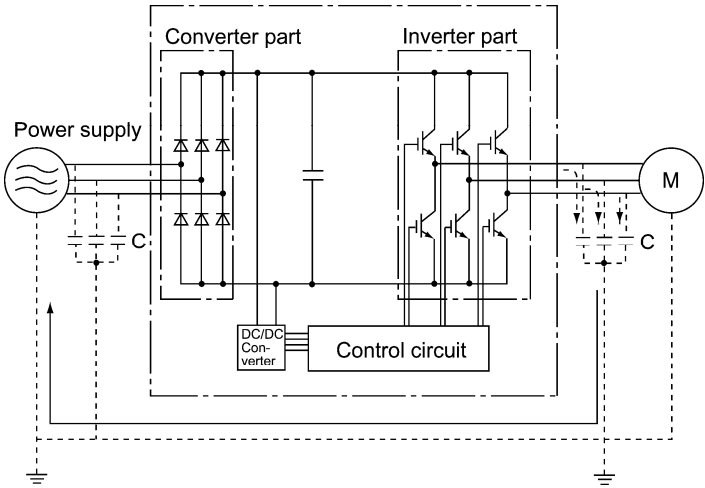 Converter part
Inverter part
Power supply
M
C
C
DC/DC
Con-
verter
Control circuit